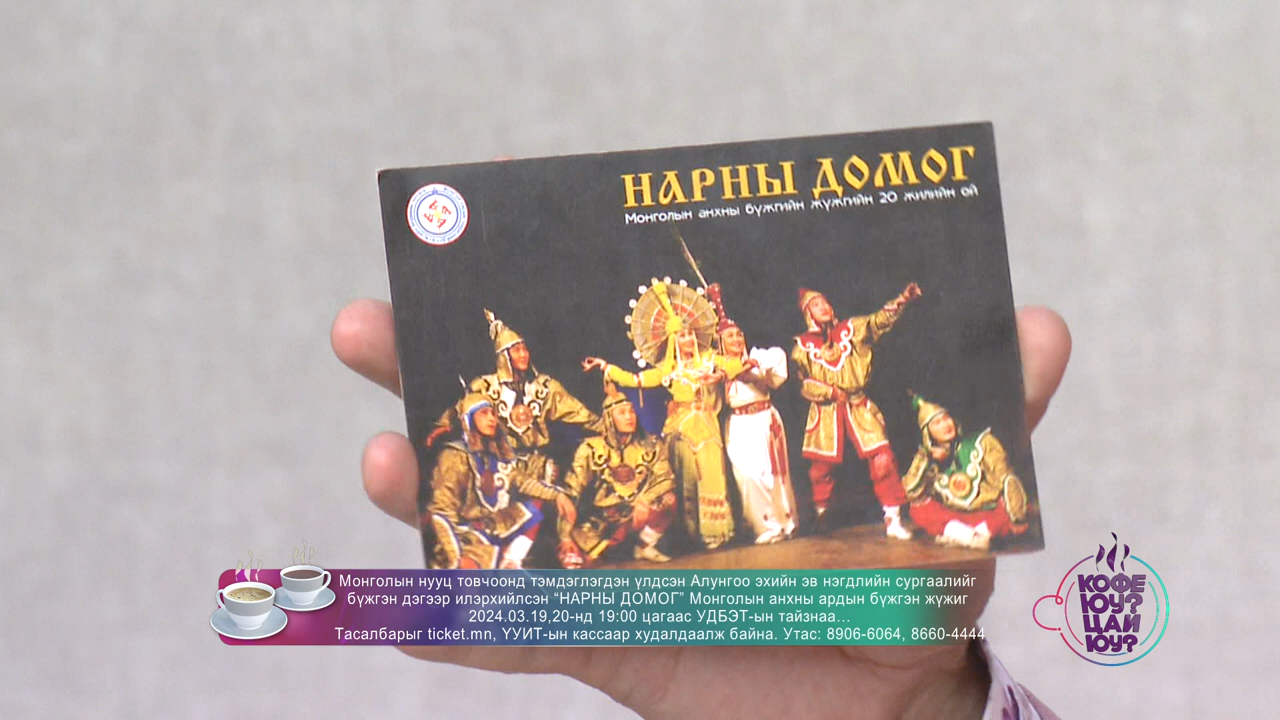 НАРНЫ ДОМОГ
Монголын анхны бүжгийн жүжгийн 20 жилийн ой
Монголын нууц товчоонд тэмдэглэгдэн үлдсэн Алунгоо эхийн эв нэгдлийн сургаалийг
бүжгэн дэгээр илэрхийлсэн “НАРНЫ ДОМОГ” Монголын анхны ардын бүжгэн жүжиг
2024.03.19,20-нд 19:00 цагаас УДБЭТ-ын тайзнаа...
Тасалбарыг ticket.mn, ҮУИТ-ын кассаар худалдаалж байна. Утас: 8906-6064, 8660-4444
КОФЕ
ЮУ?
ЦАЙ
ЮУ?